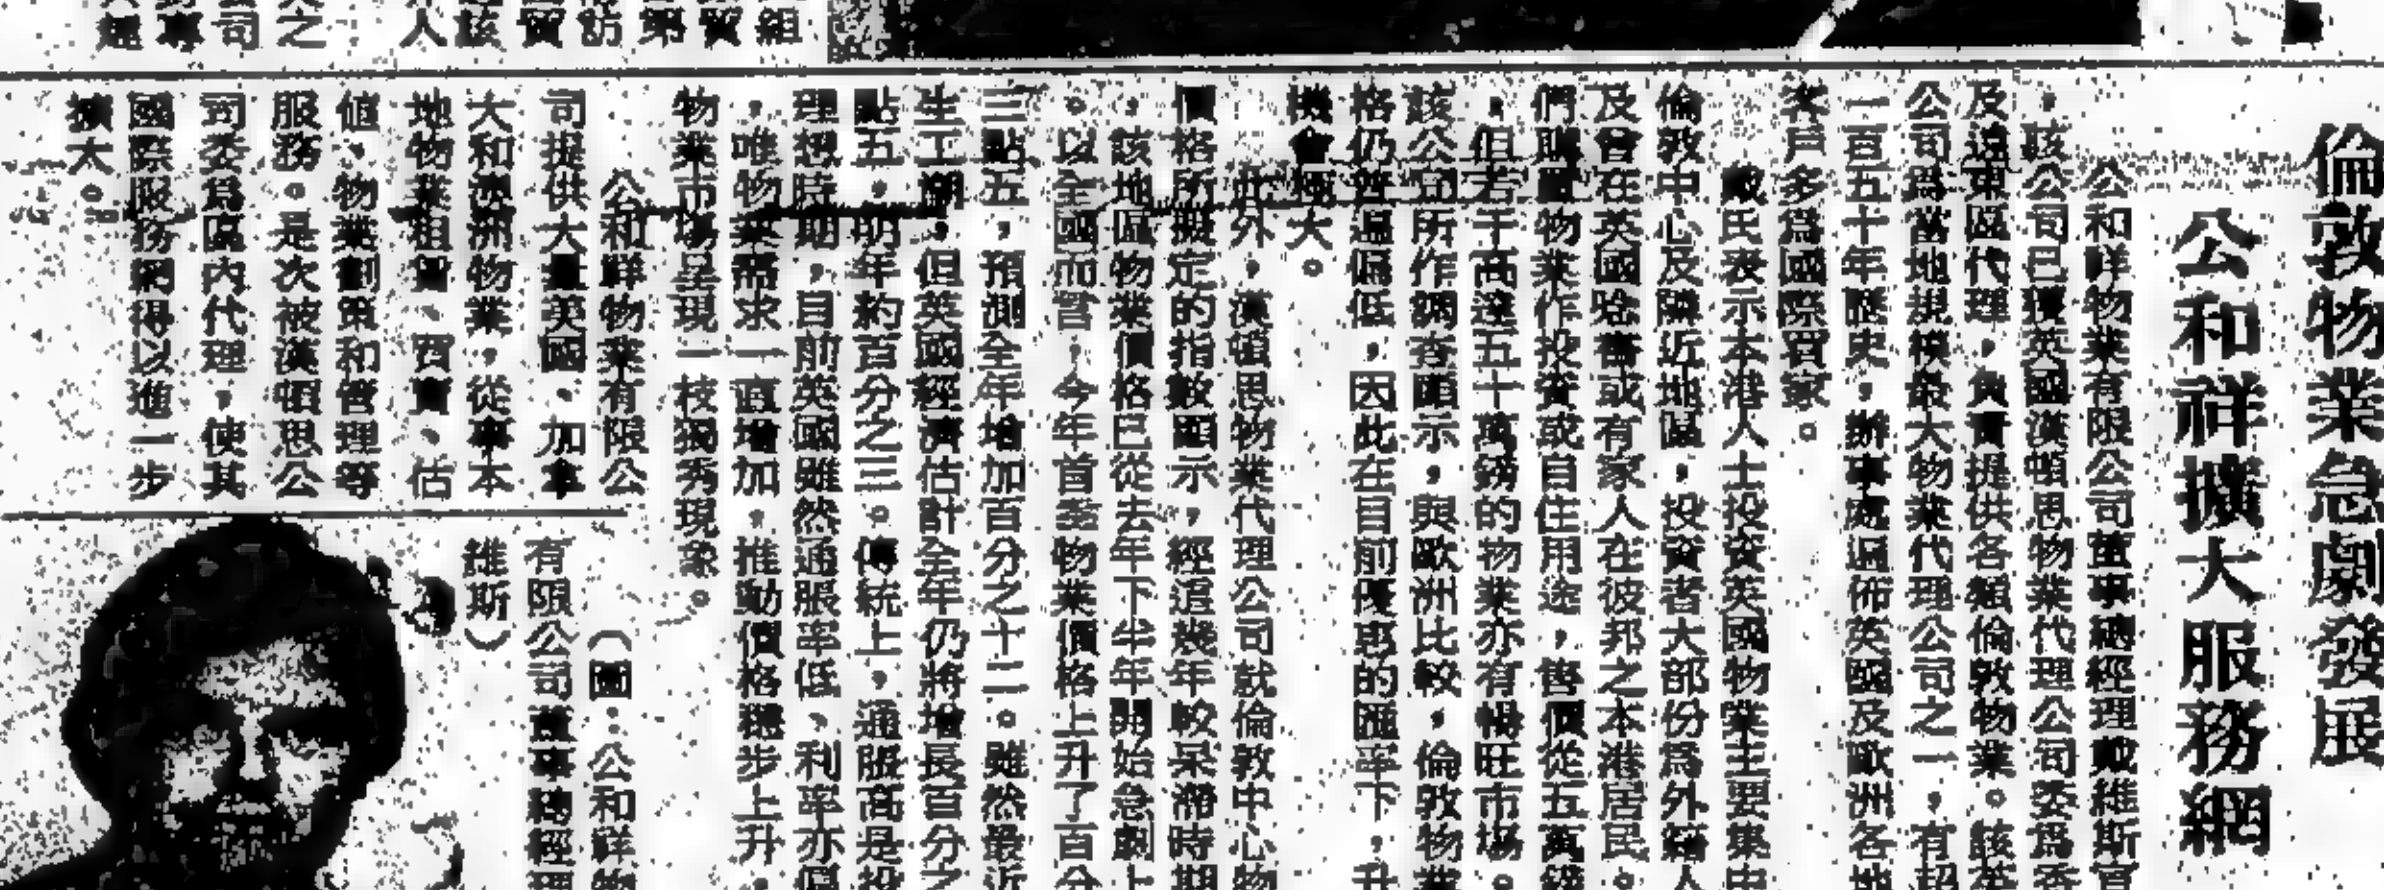 倫敦物業急劇發展
公和祥擴大服務網
公和祥物業有限公司董事總經理戴維斯宣
，該公司已獲英國漢頓思物業代理公司委爲香
及遠東區代理，負責提供各類倫敦物業。該英
公司爲當地規模最大物業代理公司之一，有超
一百五十年歷史，辦事處遍佈英國及歐洲各地
客戶多爲國際買家。
戴氏表示本港人士投資英國物業主要集中
倫敦中心及隣近地區，投資者大部份爲外籍人
及曾在英國唸書或有家人在彼邦之本港居民。
們購置物業作投資或自住用途，售價從五萬鎊
，但若干高達五十萬鎊的物業亦有暢旺市場。
該公司所作調查顯示，與歐洲比較，倫敦物業
格仍普遍偏低，因此在目前優惠的匯率下，升
機會極大。
此外，漢頓思物業代理公司就倫敦中心物
價格所擬定的指數顯示，經過幾年較呆滯時期
，該地區物業價格已從去年下半年開始急劇上
。以全國而言，今年首季物業價格上升了百分
三點五，預測全年增加百分之十二。雖然最近
生工潮，但英國經濟估計全年仍將增長百分之
點五，明年約百分之三。傳統上，通脹高是投
理想時期，目前英國雖然通脹率低、利率亦偏
，唯物業需求一直增加，推動價格穩步上升，
物業市場呈現一枝獨秀現象。
公和祥物業有限公
司提供大量美國、加拿
大和澳洲物業，從事本
地物業租賃、買賣、估
值、物業劃策和管理等
服務。是次被漢頓思公
司委爲區內代理，使其
國際服務網得以進一步
擴大。
（圖：公和祥物
有限公司董事總經理
維斯）